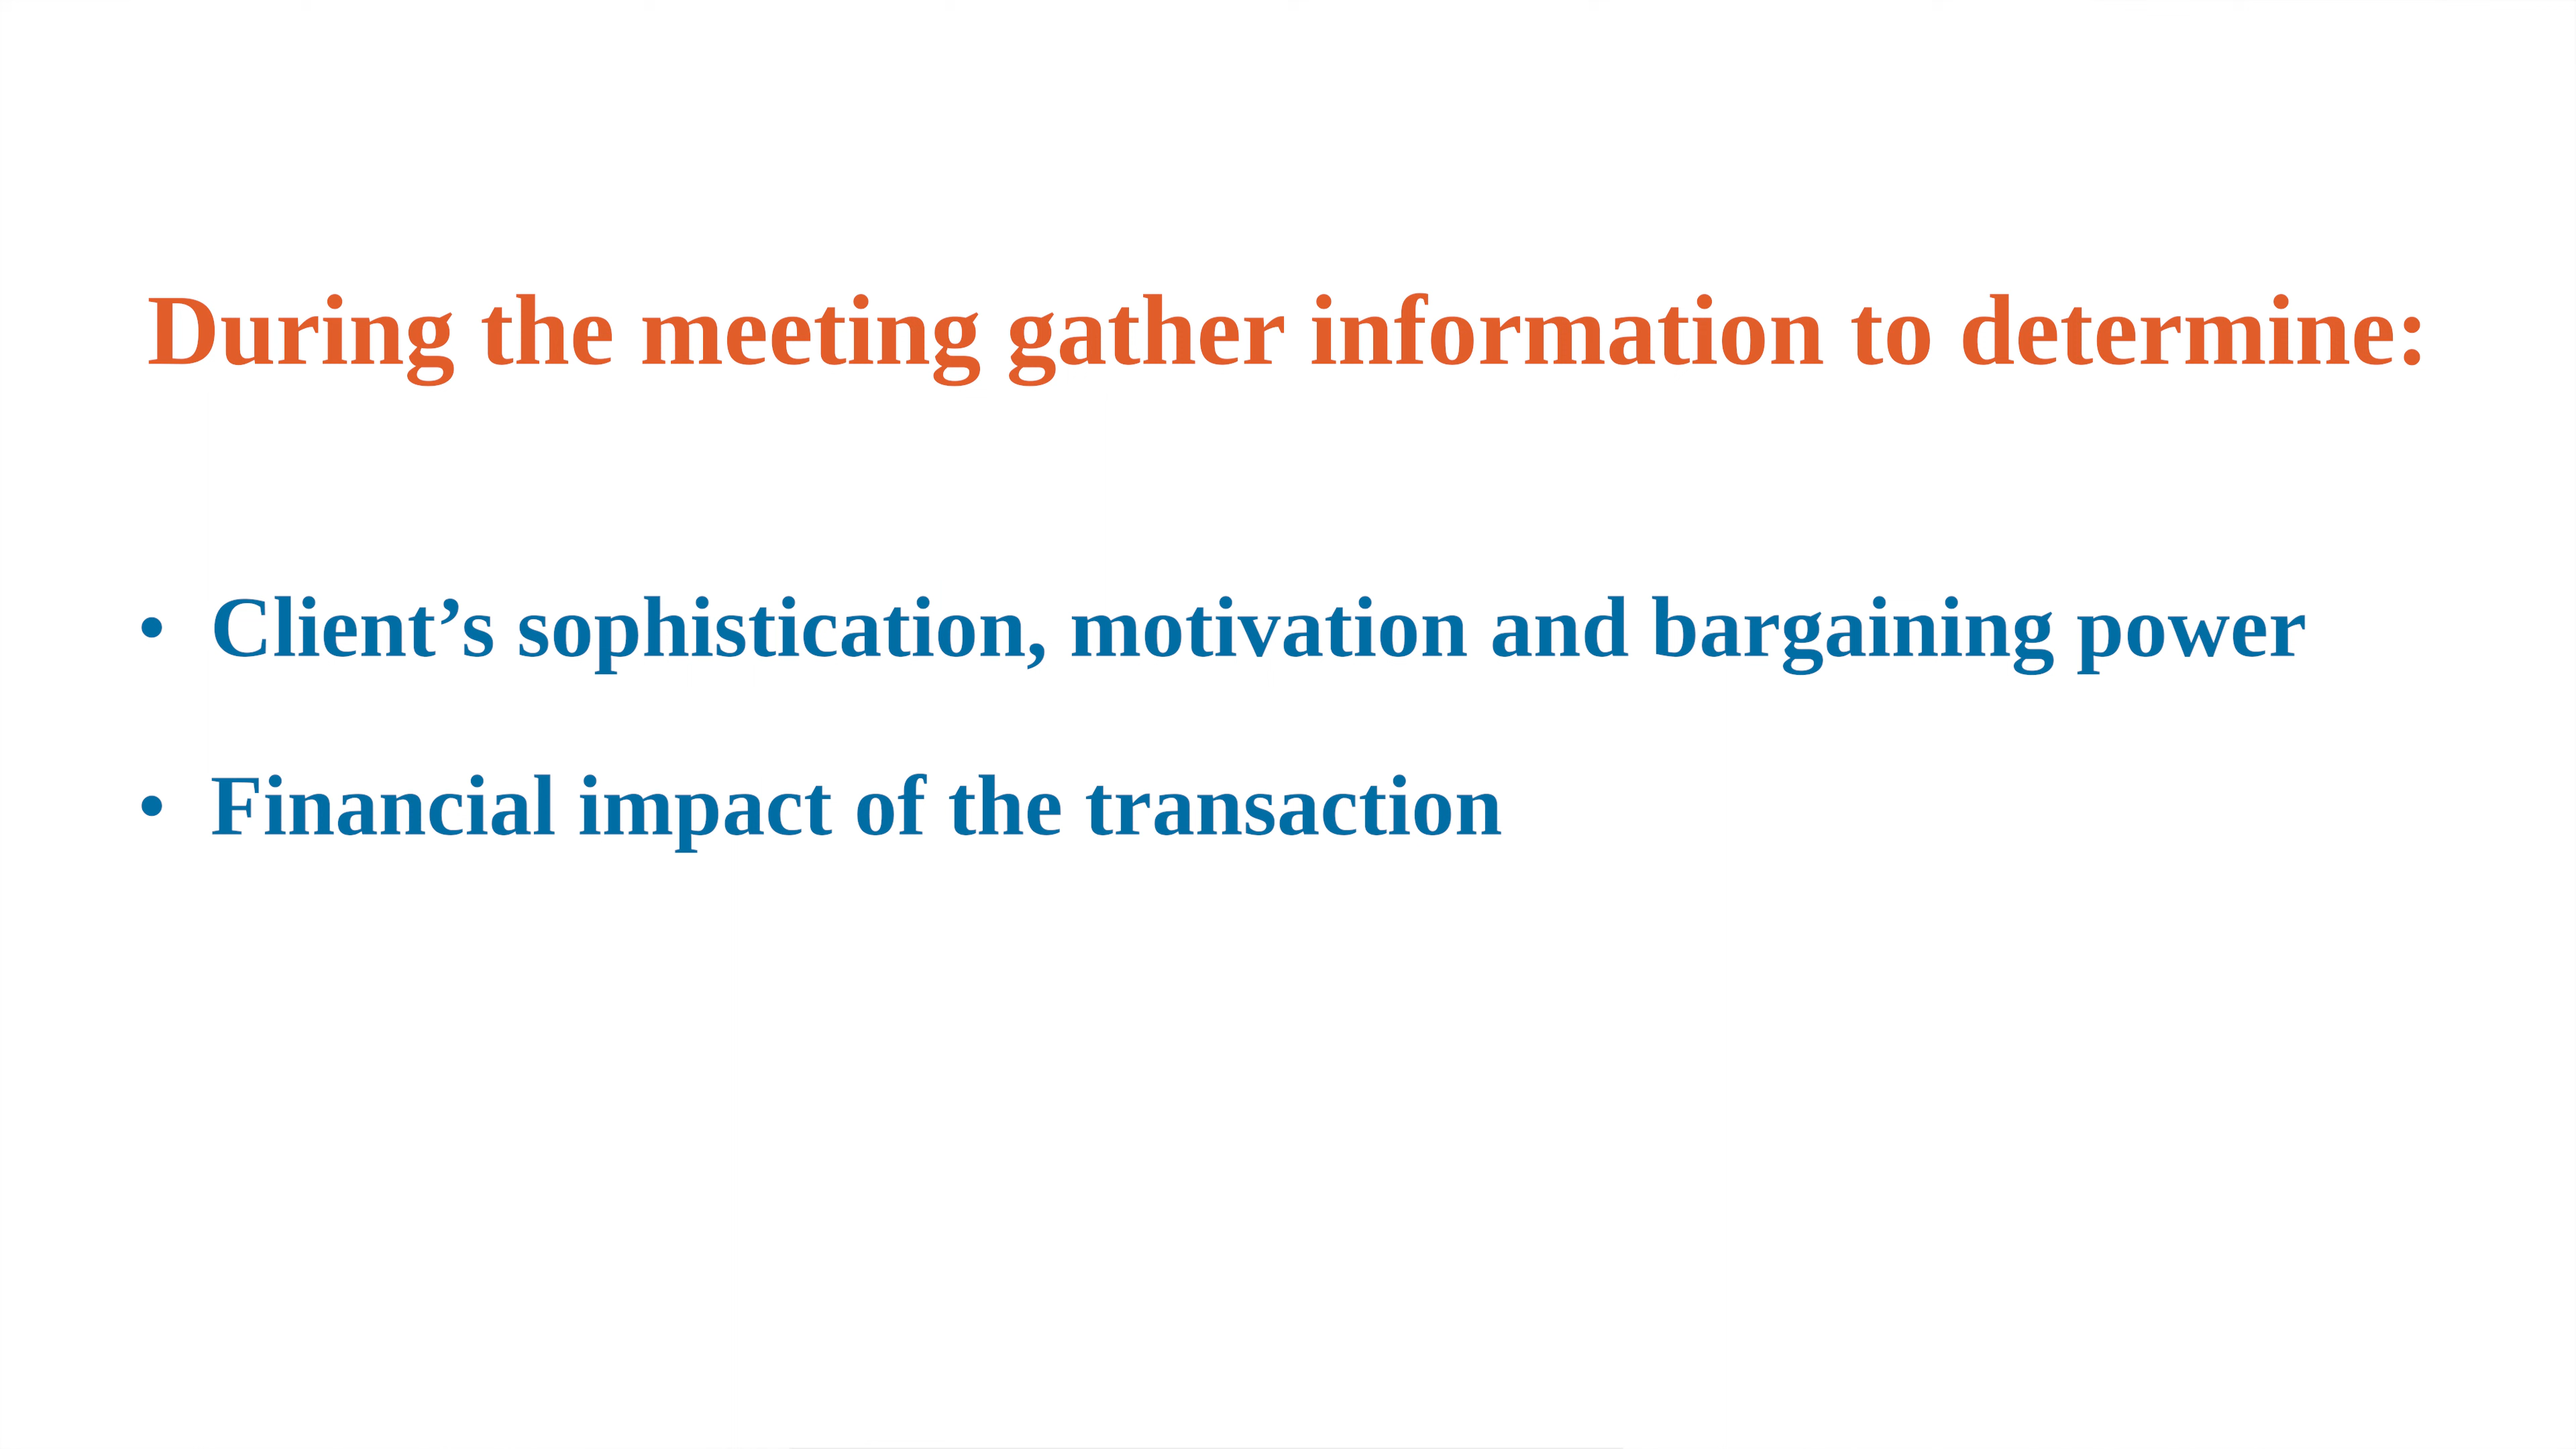 During the meeting gather information to determine:
• Client’s sophistication, motivation and bargaining power
• Financial impact of the transaction